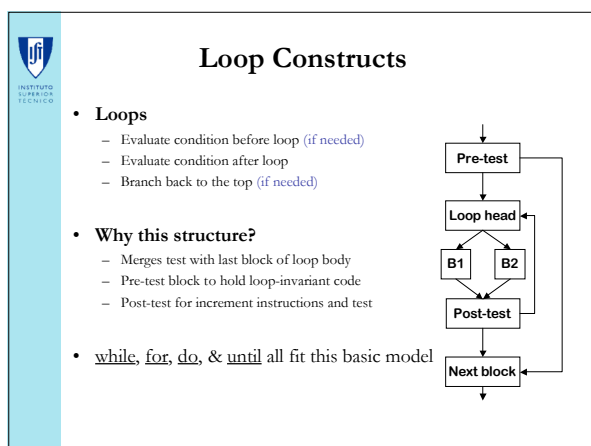 INSTITUTO
SUPERIOR
TÉCNICO
Loop Constructs
• Loops
– Evaluate condition before loop (if needed)
– Evaluate condition after loop
– Branch back to the top (if needed)
• Why this structure?
– Merges test with last block of loop body
– Pre-test block to hold loop-invariant code
– Post-test for increment instructions and test
• while, for, do, & until all fit this basic model
Pre-test
Loop head
B1 B2
Post-test
Next block